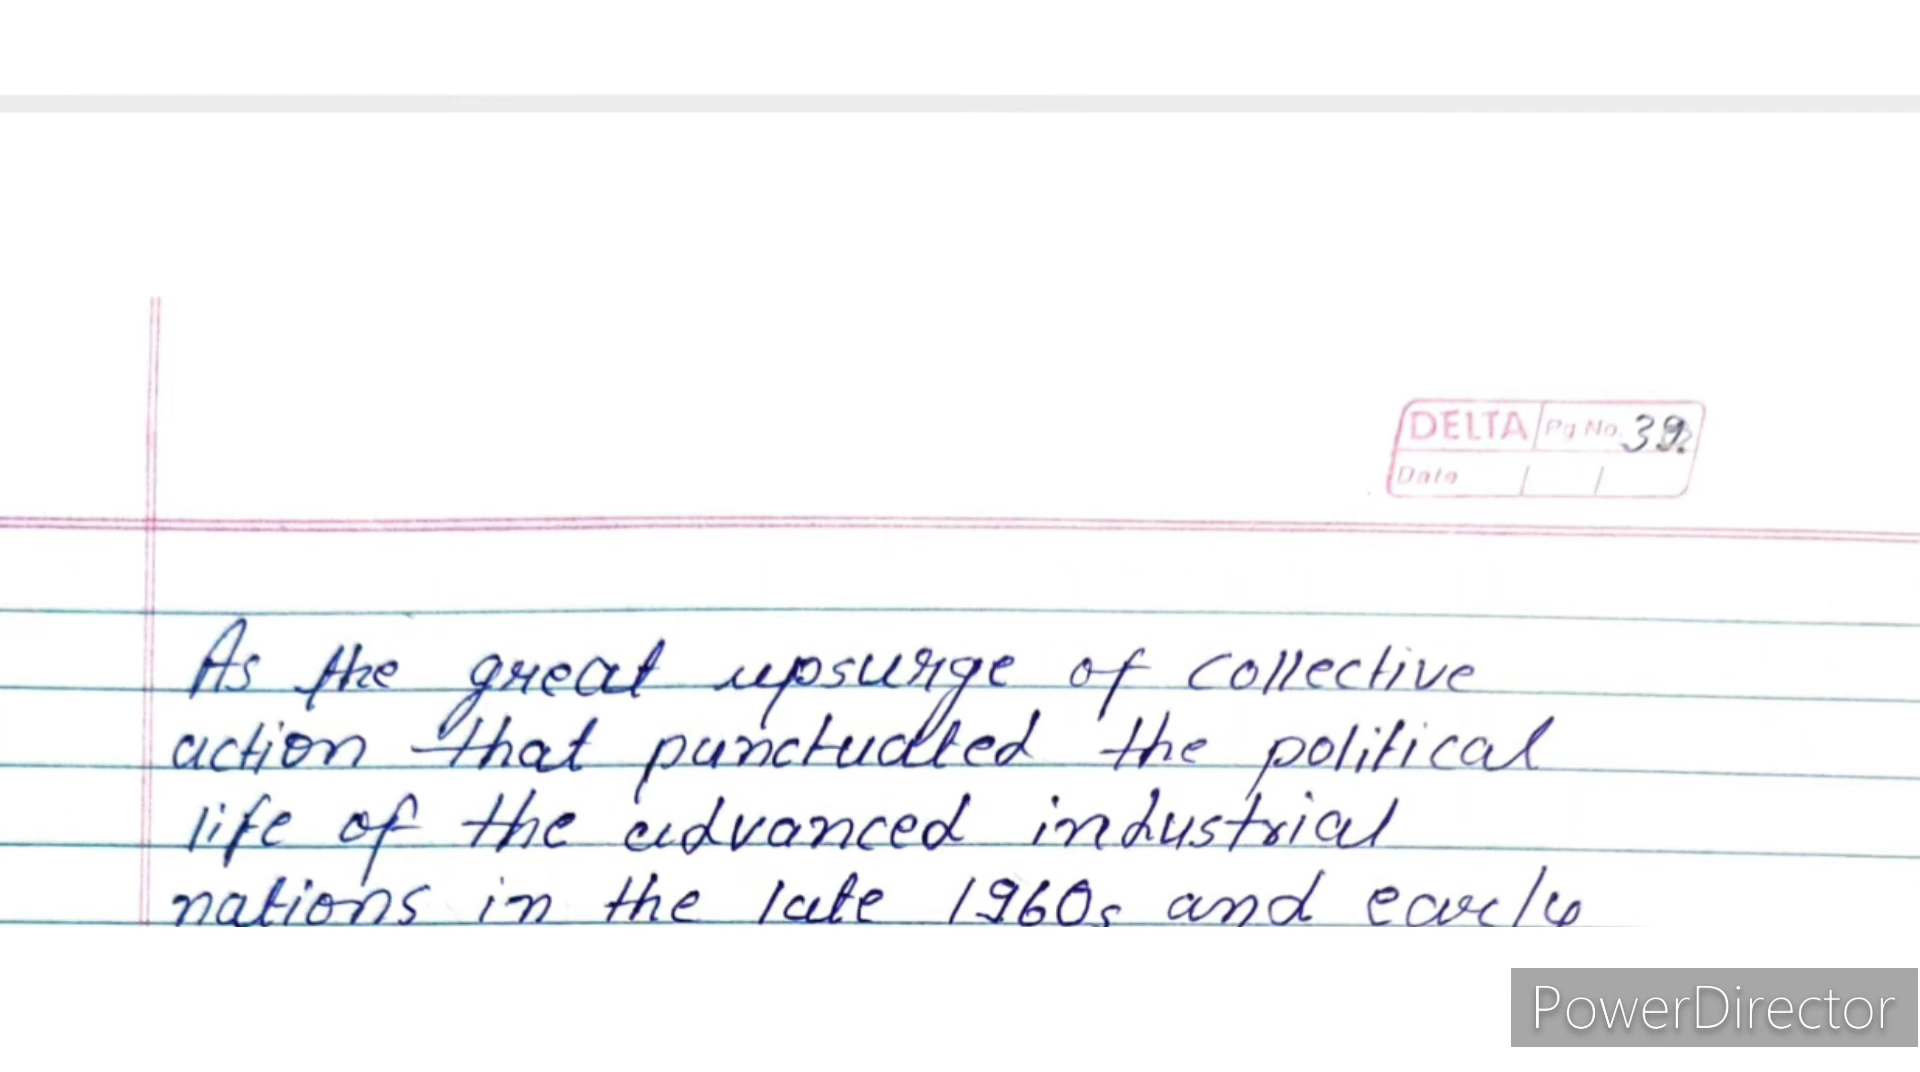 DELTA Pg No. 39.
Date
As the great upsurge of collective
action that punctuated the political
life of the advanced industrial
nations in the late 1960s and early
PowerDirector